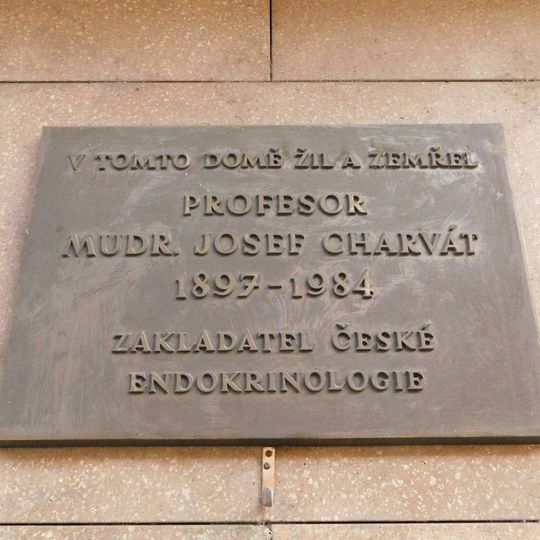 V TOMTO DOMĚ ŽIL A ZEMŘEL
PROFESOR
MUDR. JOSEF CHARVÁT
1897-1984
ZAKLADATEL ČESKÉ
ENDOKRINOLOGIE